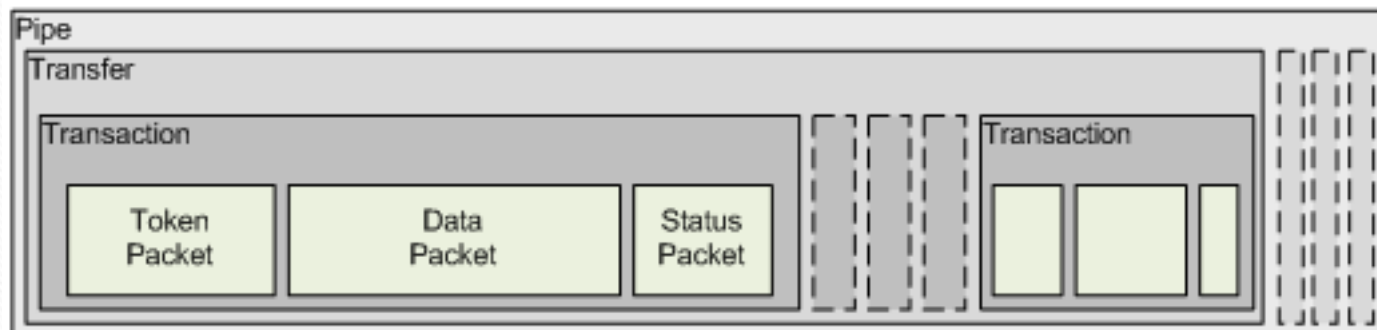 Pipe
Transfer
Transaction
Transaction
Token
Packet
Data
Packet
Status
Packet